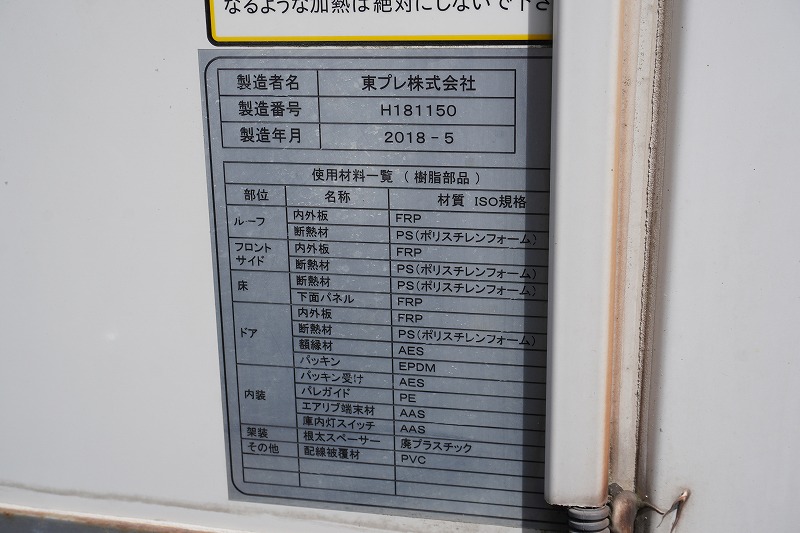 なるような加熱は絶対にしないで下さ
製造者名 東プレ株式会社
製造番号 H181150
製造年月 2018-5
使用材料一覧 (樹脂部品)
部位 名称 材質 ISO規格
ルーフ 内外板 FRP
断熱材 PS(ポリスチレンフォーム)
フロント サイド 内外板 FRP
断熱材 PS(ポリスチレンフォーム)
床 断熱材 PS(ポリスチレンフォーム)
下面パネル FRP
ドア 内外板 FRP
断熱材 PS(ポリスチレンフォーム)
額縁材 AES
パッキン EPDM
内装 パッキン受け AES
パレガイド PE
エアリブ端末材 AAS
庫内灯スイッチ AAS
架装 根太スペーサー 廃プラスチック
その他 配線被覆材 PVC